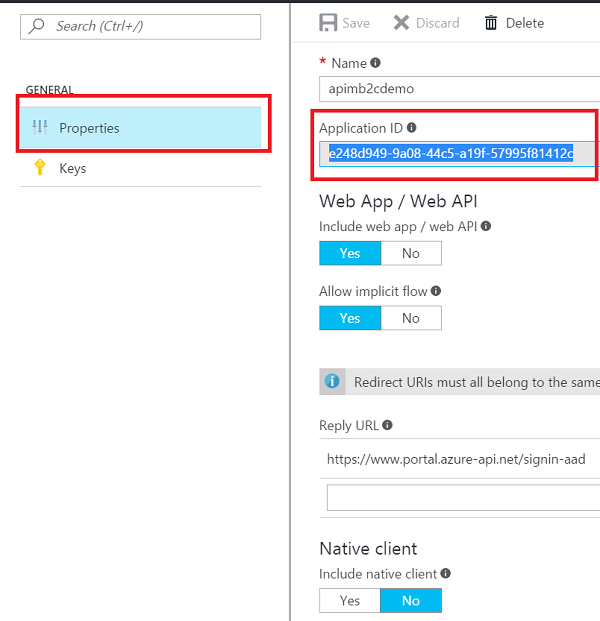 Search (Ctrl+/)
GENERAL
Properties
Keys
Save Discard Delete
* Name
apimb2cdemo
Application ID
e248d949-9a08-44c5-a19f-57995f81412c
Web App / Web API
Include web app / web API
Yes No
Allow implicit flow
Yes No
Redirect URIs must all belong to the same
Reply URL
https://www.portal.azure-api.net/signin-aad
Native client
Include native client
Yes No